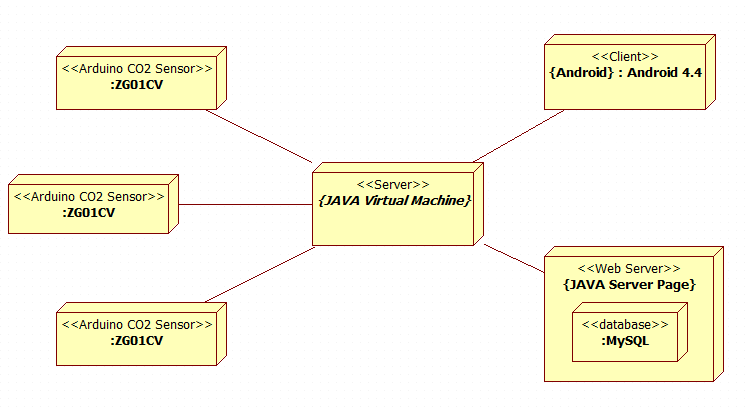 <<Arduino CO2 Sensor>>
:ZG01CV
<<Client>>
{Android} : Android 4.4
<<Arduino CO2 Sensor>>
:ZG01CV
<<Server>>
{JAVA Virtual Machine}
<<Web Server>>
{JAVA Server Page}
<<database>>
:MySQL
<<Arduino CO2 Sensor>>
:ZG01CV